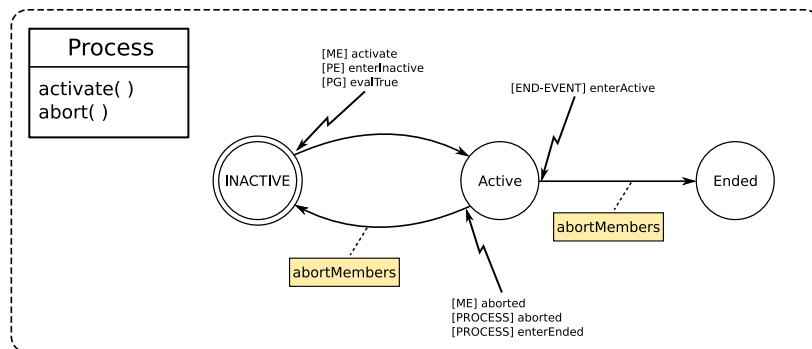 Process
activate( )
abort( )
[ME] activate
[PE] enterInactive
[PG] evalTrue
[END-EVENT] enterActive
INACTIVE
Active
Ended
abortMembers
abortMembers
[ME] aborted
[PROCESS] aborted
[PROCESS] enterEnded